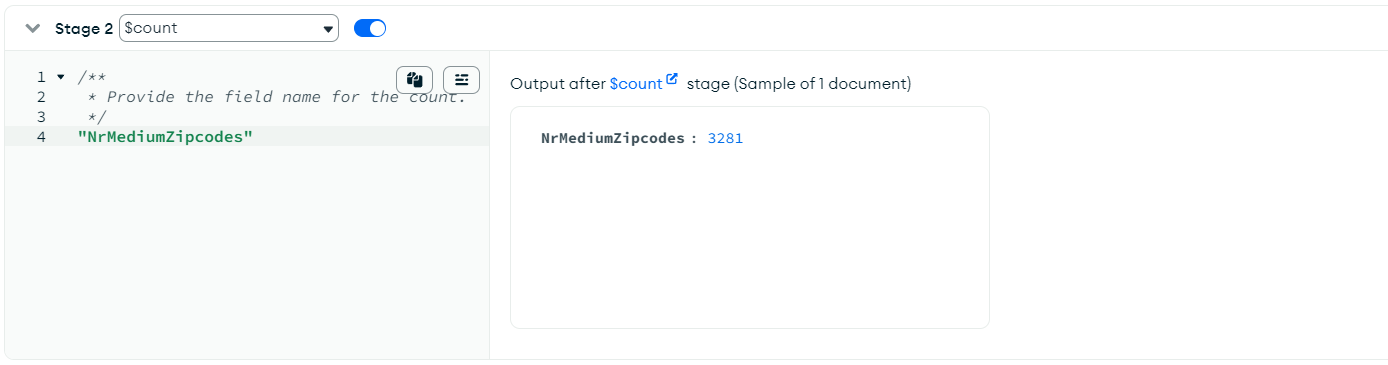 Stage 2 $count
1 /**
2 * Provide the field name for the count.
3 */
4 "NrMediumZipcodes"
Output after $count stage (Sample of 1 document)
NrMediumZipcodes : 3281